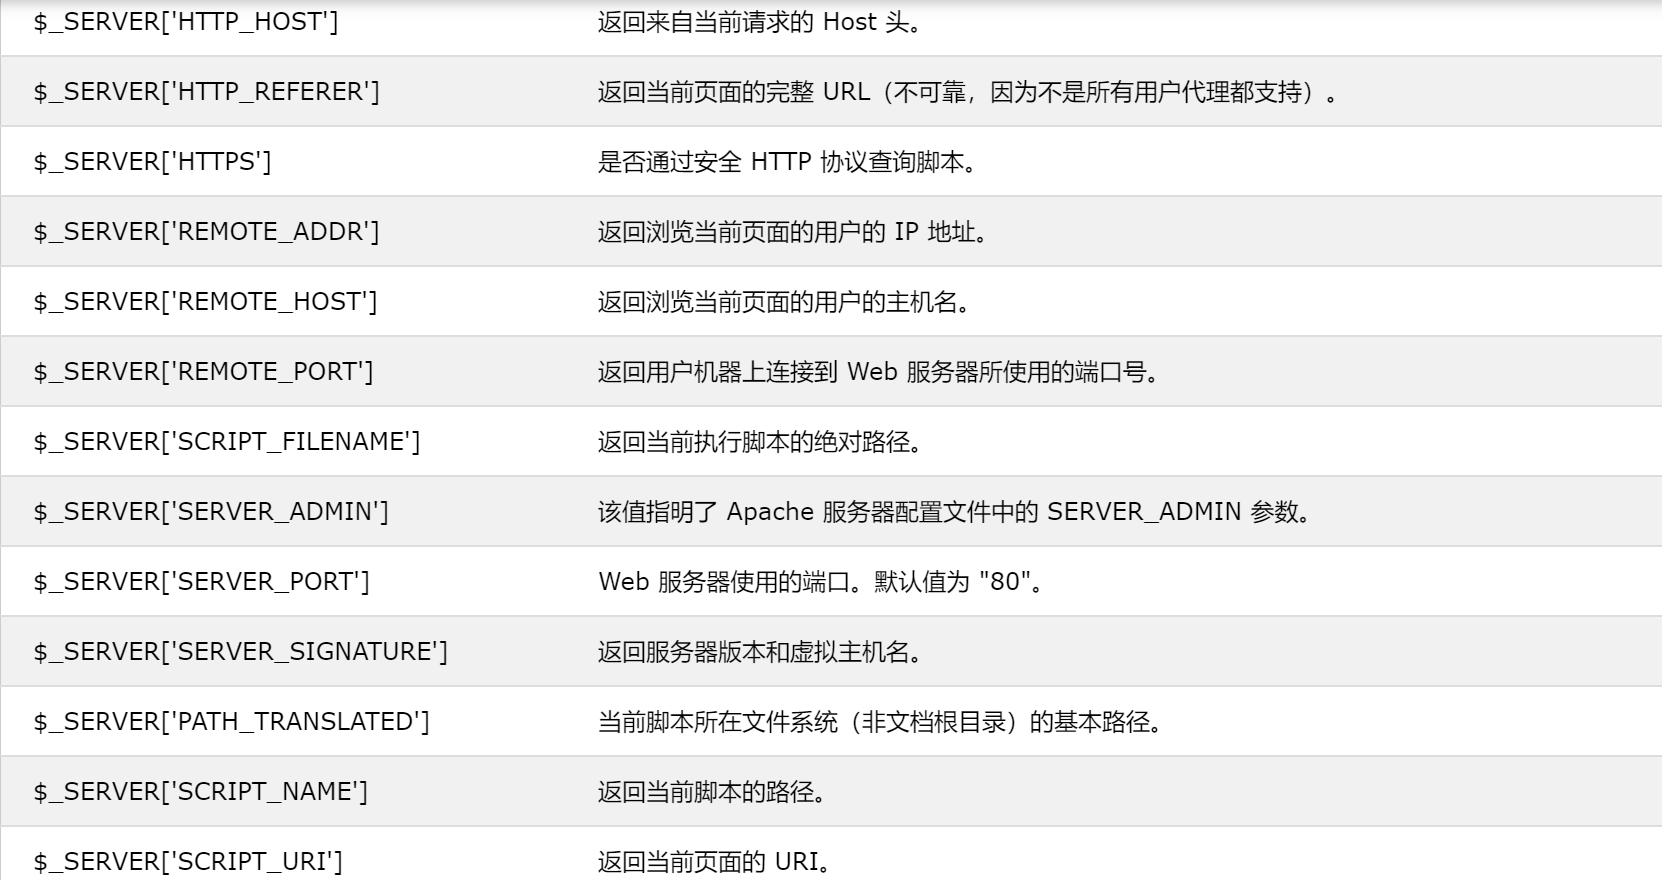 $_SERVER['HTTP_HOST'] 返回来自当前请求的 Host 头。
$_SERVER['HTTP_REFERER'] 返回当前页面的完整 URL（不可靠，因为不是所有用户代理都支持）。
$_SERVER['HTTPS'] 是否通过安全 HTTP 协议查询脚本。
$_SERVER['REMOTE_ADDR'] 返回浏览当前页面的用户的 IP 地址。
$_SERVER['REMOTE_HOST'] 返回浏览当前页面的用户的主机名。
$_SERVER['REMOTE_PORT'] 返回用户机器上连接到 Web 服务器所使用的端口号。
$_SERVER['SCRIPT_FILENAME'] 返回当前执行脚本的绝对路径。
$_SERVER['SERVER_ADMIN'] 该值指明了 Apache 服务器配置文件中的 SERVER_ADMIN 参数。
$_SERVER['SERVER_PORT'] Web 服务器使用的端口。默认值为 "80"。
$_SERVER['SERVER_SIGNATURE'] 返回服务器版本和虚拟主机名。
$_SERVER['PATH_TRANSLATED'] 当前脚本所在文件系统（非文档根目录）的基本路径。
$_SERVER['SCRIPT_NAME'] 返回当前脚本的路径。
$_SERVER['SCRIPT_URI'] 返回当前页面的 URI。